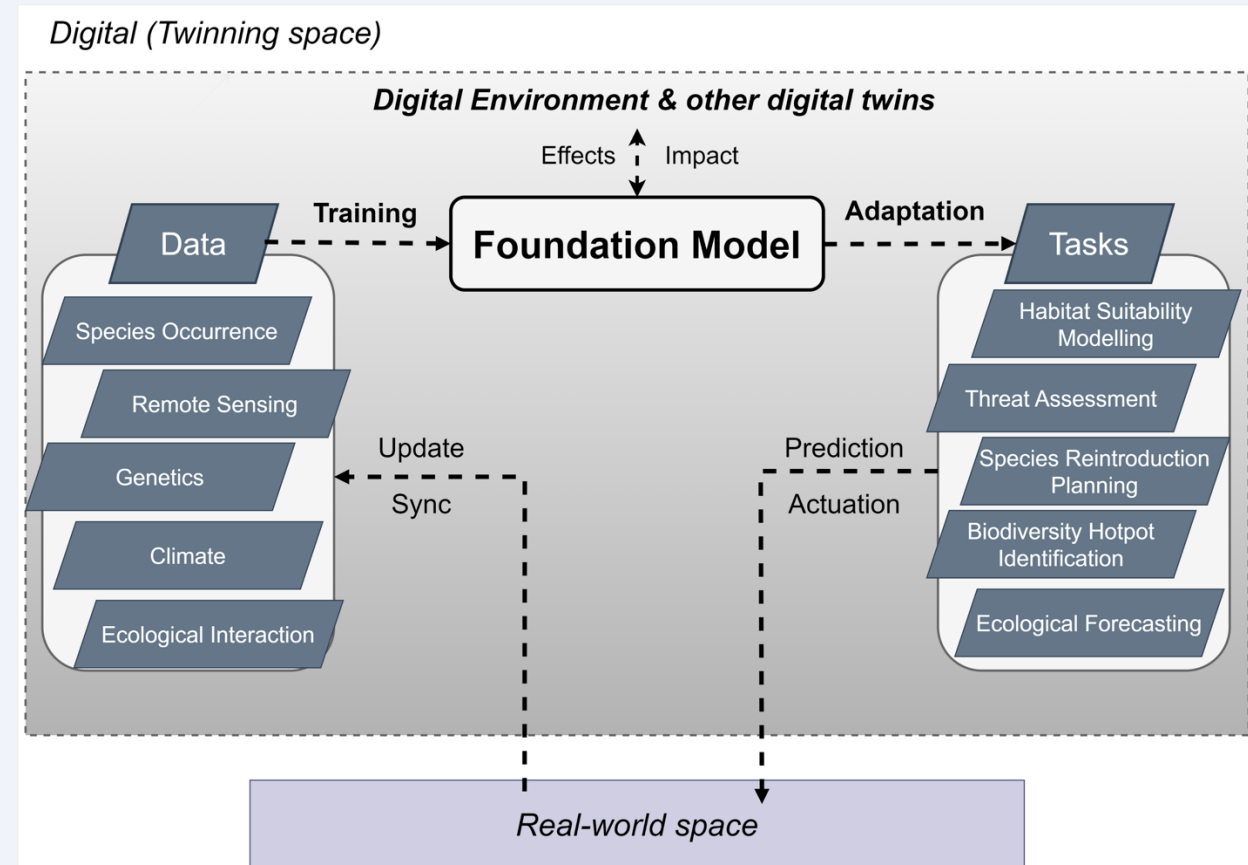 Digital (Twinning space)
Digital Environment & other digital twins
Effects Impact
Training
Adaptation
Data
Foundation Model
Tasks
Species Occurrence
Remote Sensing
Genetics
Climate
Ecological Interaction
Update
Sync
Prediction
Actuation
Habitat Suitability
Modelling
Threat Assessment
Species Reintroduction
Planning
Biodiversity Hotpot
Identification
Ecological Forecasting
Real-world space